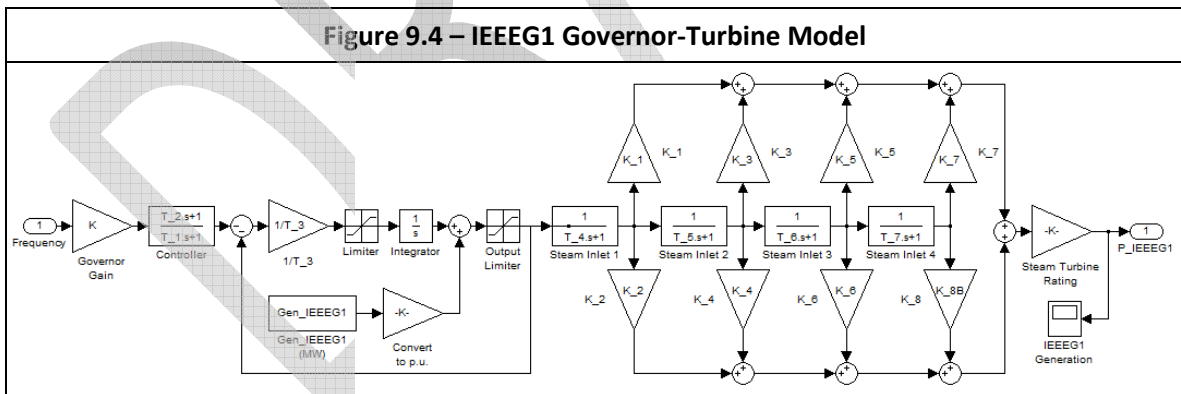 Figure 9.4 – IEEEG1 Governor-Turbine Model
1
Frequency
K
Governor
Gain
T_2.s+1
T_1.s+1
Controller
1/T_3
1/T_3
Limiter
1
s
Integrator
Output
Limiter
Gen_IEEEG1
Gen_IEEEG1
(MW)
-K-
Convert
to p.u.
1
T_4.s+1
Steam Inlet 1
1
T_5.s+1
Steam Inlet 2
1
T_6.s+1
Steam Inlet 3
1
T_7.s+1
Steam Inlet 4
K_1
K_1
K_3
K_3
K_5
K_5
K_7
K_7
K_2
K_2
K_4
K_4
K_6
K_6
K_8
K_8B
-K-
Steam Turbine
Rating
1
P_IEEEG1
IEEEG1
Generation